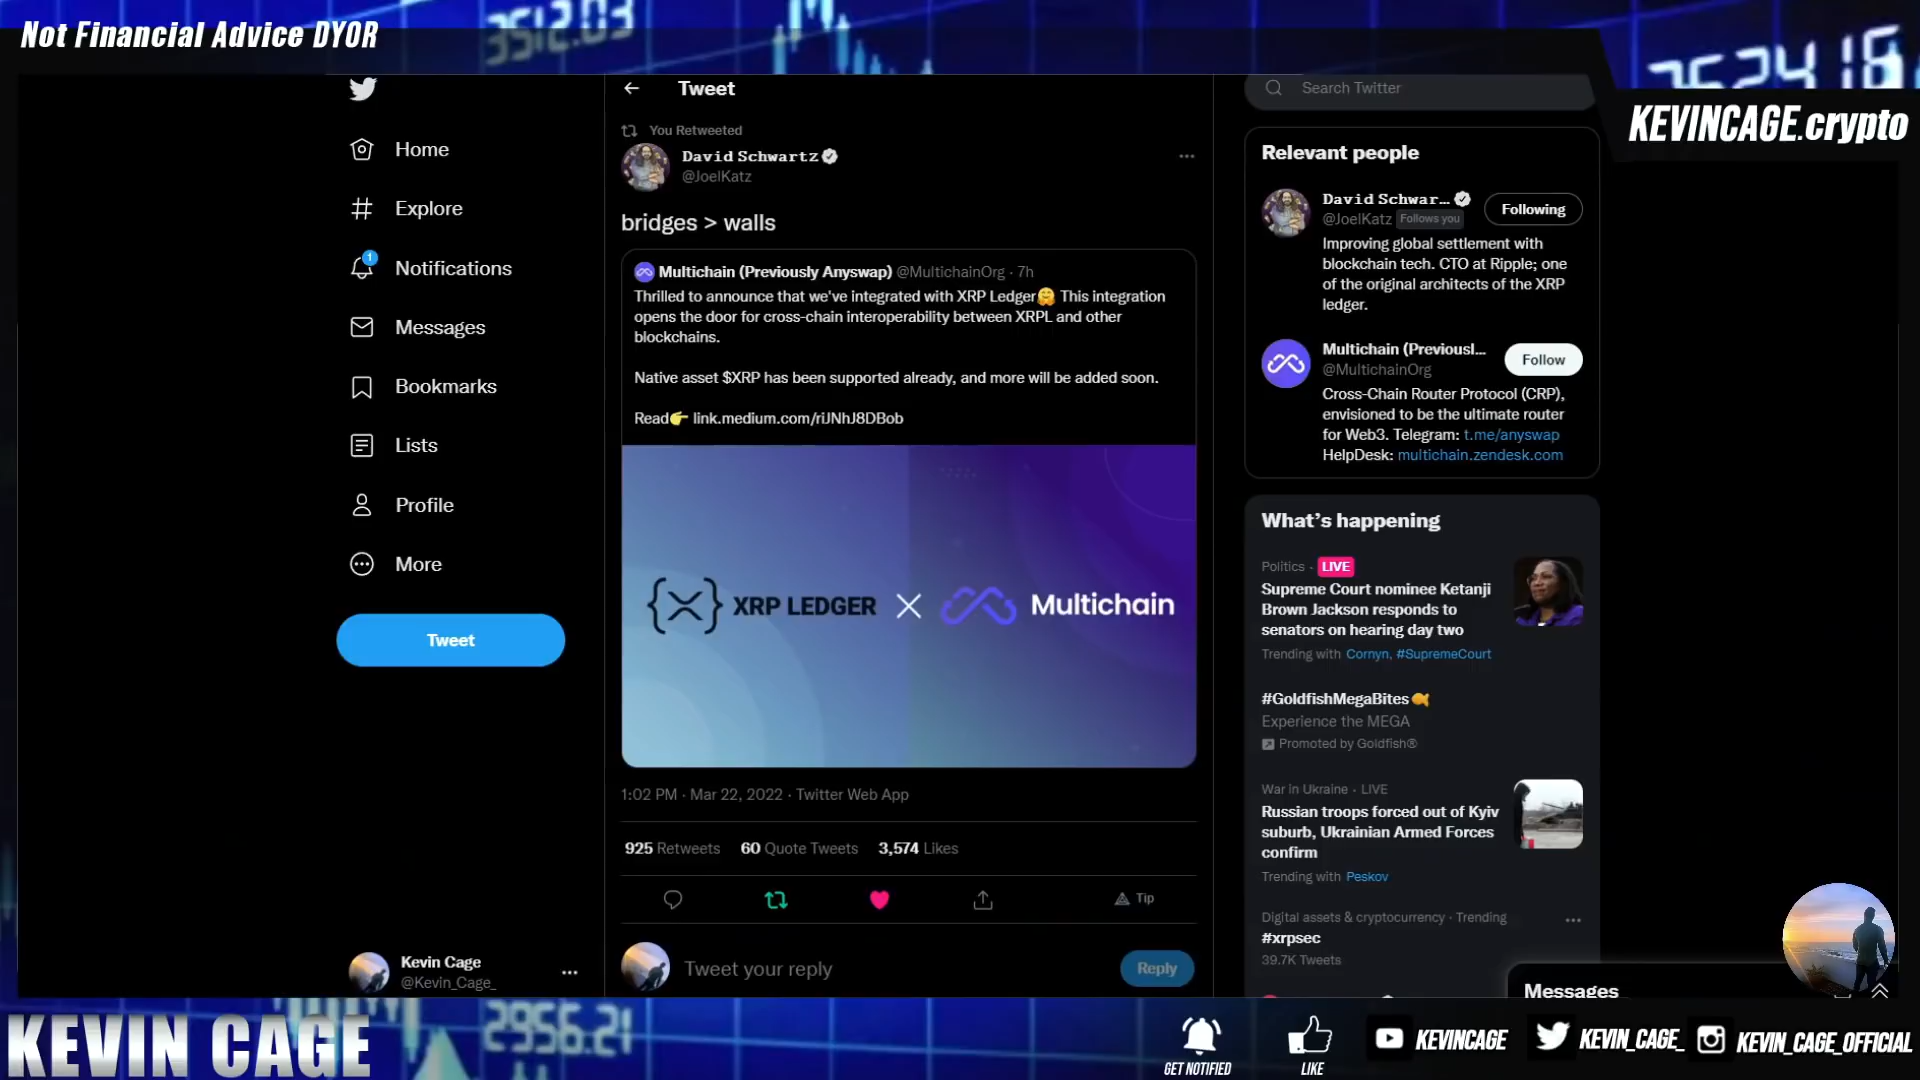 Not Financial Advice DYOR
3512.03
KEVINCAGE.crypto
Home
Explore
1
Notifications
Messages
Bookmarks
Lists
Profile
More
Tweet
Kevin Cage
@Kevin_Cage_
Tweet
You Retweeted
David Schwartz
@JoelKatz
bridges > walls
Multichain (Previously Anyswap) @MultichainOrg · 7h
Thrilled to announce that we've integrated with XRP Ledger🤗 This integration
opens the door for cross-chain interoperability between XRPL and other
blockchains.
Native asset $XRP has been supported already, and more will be added soon.
Read👉 link.medium.com/riJNhJ8DBob
XRP LEDGER
Multichain
1:02 PM · Mar 22, 2022 · Twitter Web App
925 Retweets 60 Quote Tweets 3,574 Likes
Tip
Tweet your reply
Reply
Search Twitter
Relevant people
David Schwar...
Following
@JoelKatz Follows you
Improving global settlement with
blockchain tech. CTO at Ripple; one
of the original architects of the XRP
ledger.
Multichain (Previousl...
Follow
@MultichainOrg
Cross-Chain Router Protocol (CRP),
envisioned to be the ultimate router
for Web3. Telegram: t.me/anyswap
HelpDesk: multichain.zendesk.com
What's happening
Politics · LIVE
Supreme Court nominee Ketanji
Brown Jackson responds to
senators on hearing day two
Trending with Cornyn, #SupremeCourt
#GoldfishMegaBites
Experience the MEGA
Promoted by Goldfish®
War in Ukraine · LIVE
Russian troops forced out of Kyiv
suburb, Ukrainian Armed Forces
confirm
Trending with Peskov
Digital assets & cryptocurrency · Trending
#xrpsec
39.7K Tweets
Messages
KEVIN CAGE
2956.21
GET NOTIFIED
LIKE
KEVINCAGE
KEVIN_CAGE_
KEVIN_CAGE_OFFICIAL